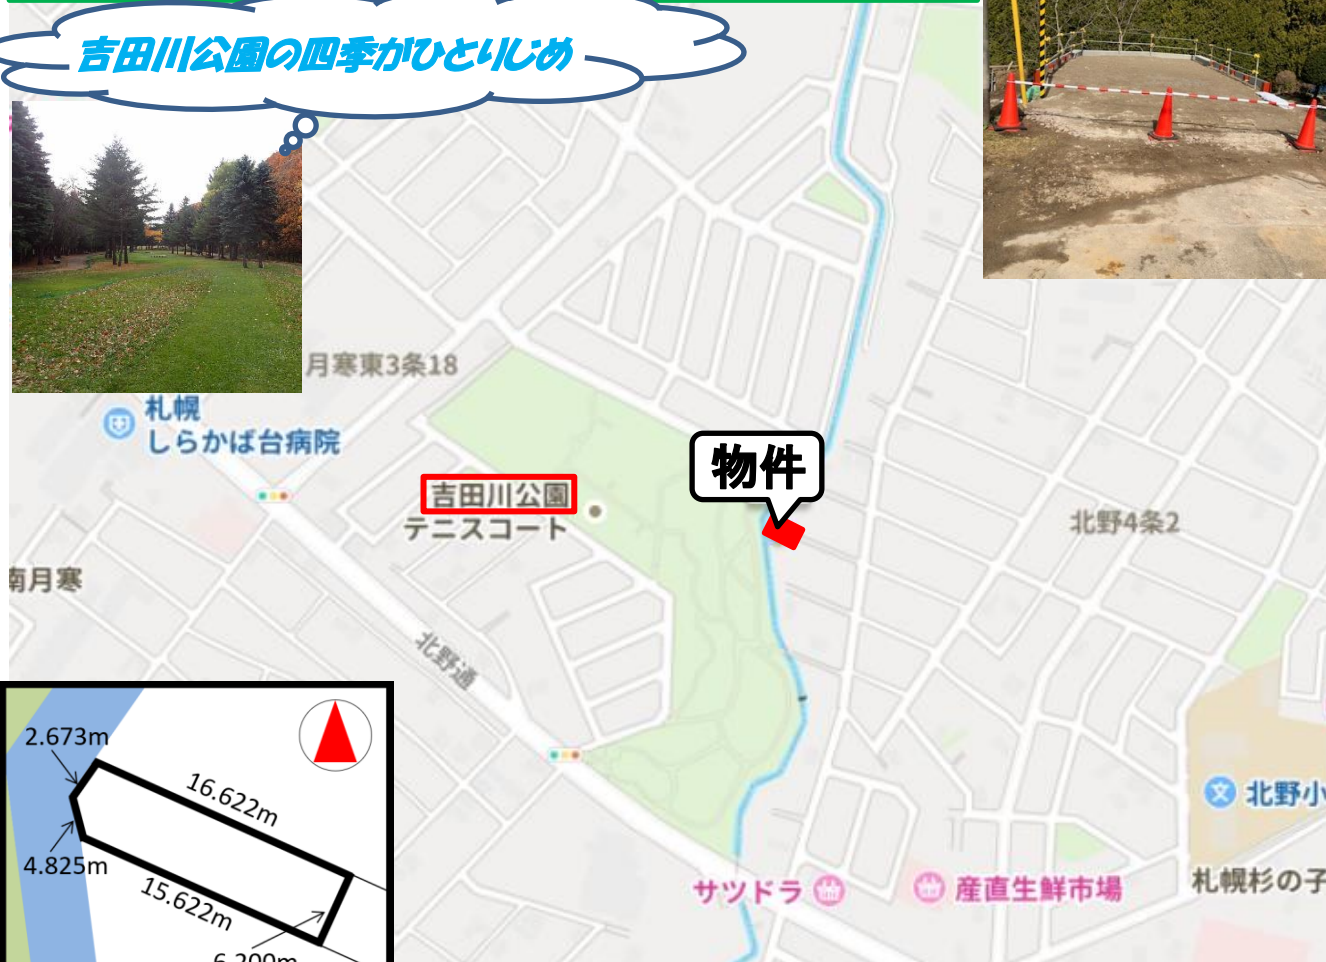 吉田川公園の四季がひとりじめ
月寒東3条18
札幌
しらかば台病院
物件
吉田川公園
テニスコート
北野4条2
南月寒
北野通
2.673m
16.622m
4.825m
15.622m
北野小
サツドラ
産直生鮮市場
札幌杉の子